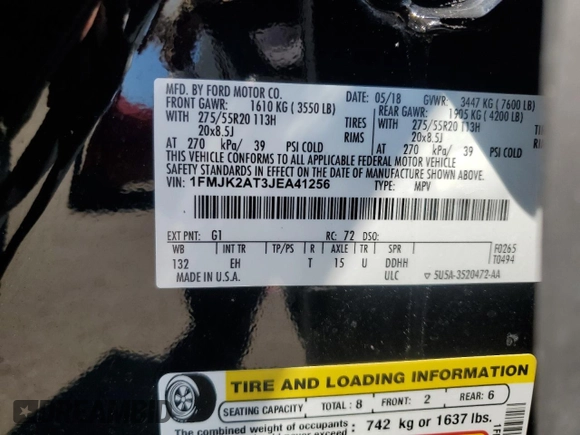 MFD. BY FORD MOTOR CO.
DATE: 05/18 GVWR: 3447 KG (7600 LB)
FRONT GAWR: 1610 KG (3550 LB)
REAR GAWR: 1905 KG (4200 LB)
WITH 275/55R20 113H TIRES WITH 275/55R20 113H TIRES
20x8.5J RIMS 20x8.5J RIMS
AT 270 kPa/ 39 PSI COLD AT 270 kPa/ 39 PSI COLD
THIS VEHICLE CONFORMS TO ALL APPLICABLE FEDERAL MOTOR VEHICLE
SAFETY STANDARDS IN EFFECT ON THE DATE OF MANUFACTURE SHOWN ABOVE.
VIN: 1FMJK2AT3JEA41256
TYPE: MPV
EXT PNT: G1 RC: 72 DSO:
WB INT TR TP/PS R AXLE TR SPR
F0265
132 EH T 15 U DDHH
T0494
MADE IN U.S.A. ULC ▽ 5U5A-3520472-AA
TIRE AND LOADING INFORMATION
SEATING CAPACITY TOTAL: 8 FRONT: 2 REAR: 6
The combined weight of occupants
742 kg or 1637 lbs.